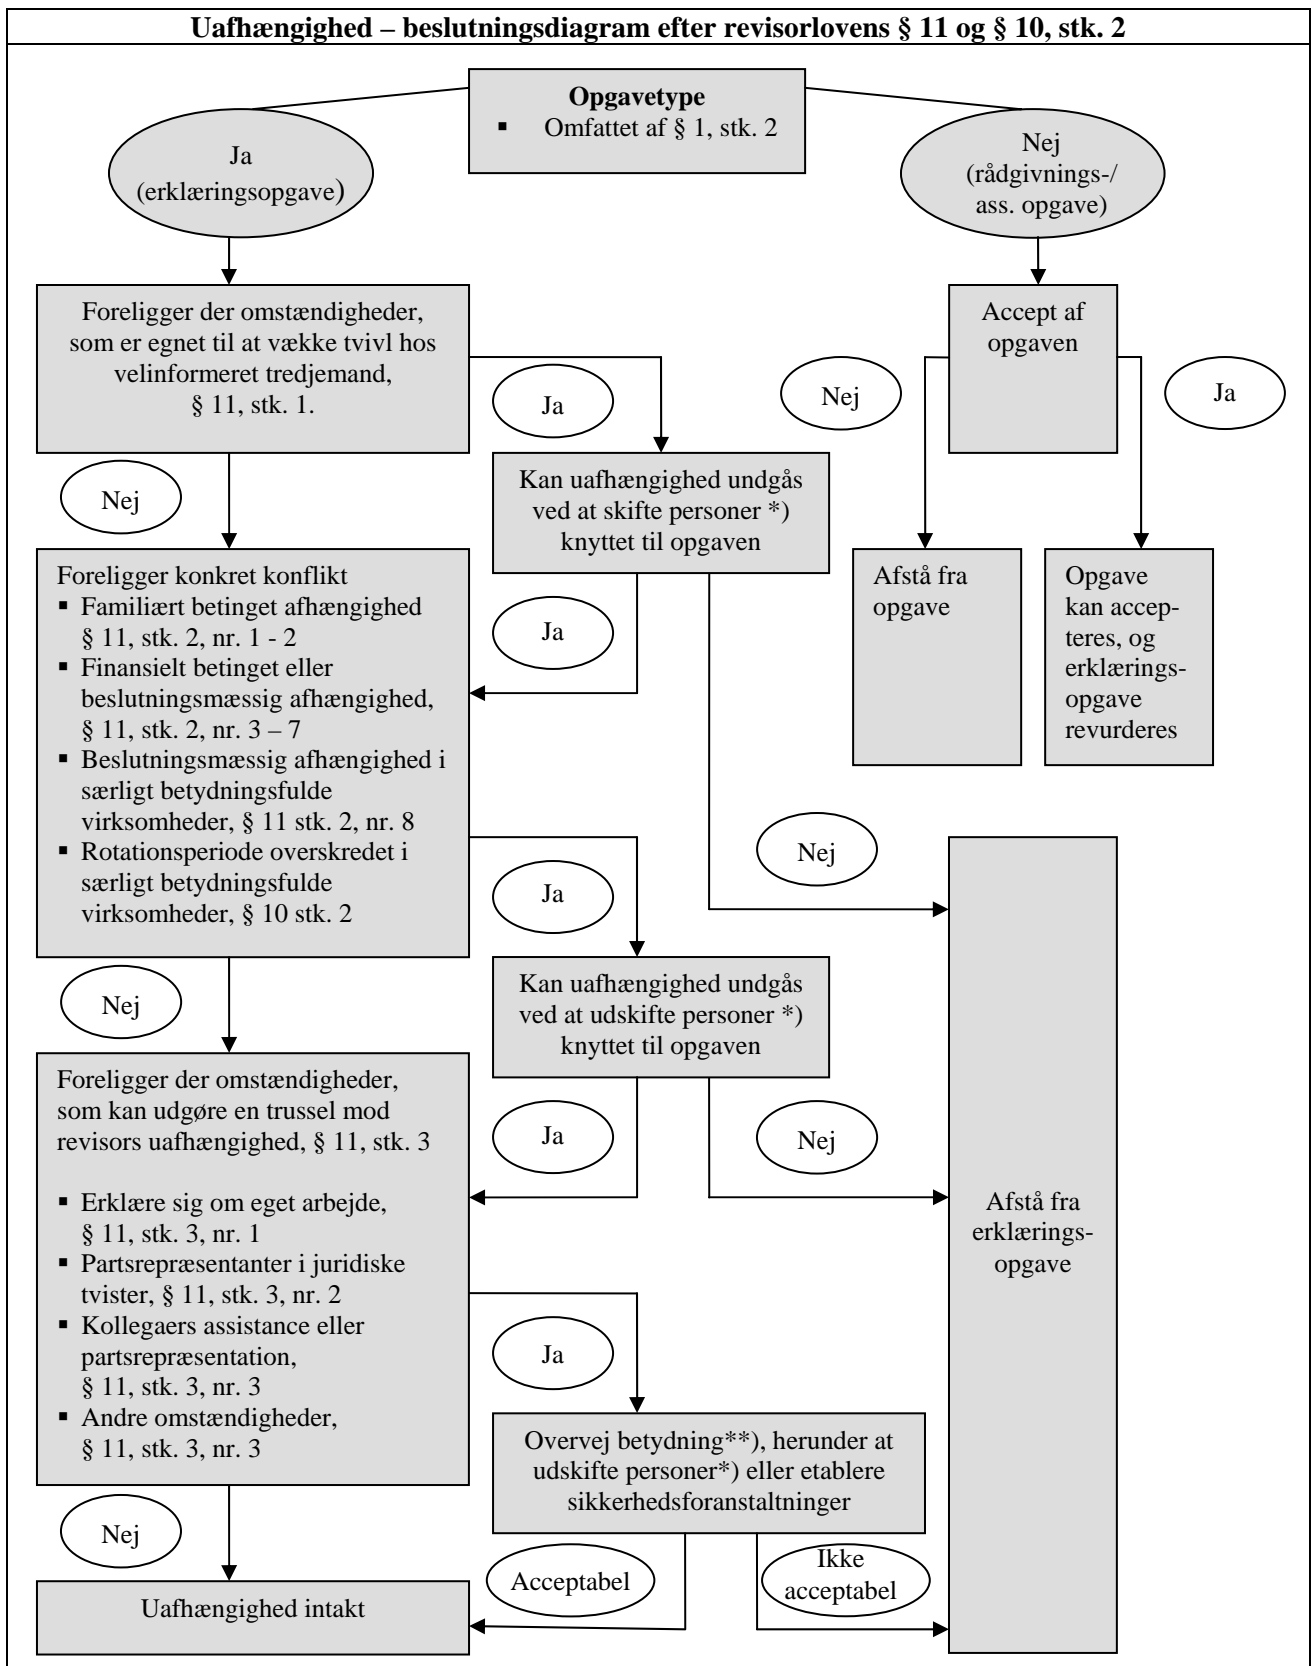 Uafhængighed – beslutningsdiagram efter revisorlovens § 11 og § 10, stk. 2
Opgavetype
▪ Omfattet af § 1, stk. 2
Ja
(erklæringsopgave)
Nej
(rådgivnings-/
ass. opgave)
Foreligger der omstændigheder,
som er egnet til at vække tvivl hos
velinformeret tredjemand,
§ 11, stk. 1.
Accept af
opgaven
Ja
Nej
Ja
Nej
Kan uafhængighed undgås
ved at skifte personer *)
knyttet til opgaven
Foreligger konkret konflikt
▪ Familiært betinget afhængighed
§ 11, stk. 2, nr. 1 - 2
▪ Finansielt betinget eller
beslutningsmæssig afhængighed,
§ 11, stk. 2, nr. 3 – 7
▪ Beslutningsmæssig afhængighed i
særligt betydningsfulde
virksomheder, § 11 stk. 2, nr. 8
▪ Rotationsperiode overskredet i
særligt betydningsfulde
virksomheder, § 10 stk. 2
Ja
Afstå fra
opgave
Opgave
kan accep-
teres, og
erklærings-
opgave
revurderes
Nej
Ja
Nej
Kan uafhængighed undgås
ved at udskifte personer *)
knyttet til opgaven
Foreligger der omstændigheder,
som kan udgøre en trussel mod
revisors uafhængighed, § 11, stk. 3
▪ Erklære sig om eget arbejde,
§ 11, stk. 3, nr. 1
▪ Partsrepræsentanter i juridiske
tvister, § 11, stk. 3, nr. 2
▪ Kollegaers assistance eller
partsrepræsentation,
§ 11, stk. 3, nr. 3
▪ Andre omstændigheder,
§ 11, stk. 3, nr. 3
Ja
Nej
Afstå fra
erklærings-
opgave
Ja
Overvej betydning**), herunder at
udskifte personer*) eller etablere
sikkerhedsforanstaltninger
Nej
Acceptabel
Ikke
acceptabel
Uafhængighed intakt